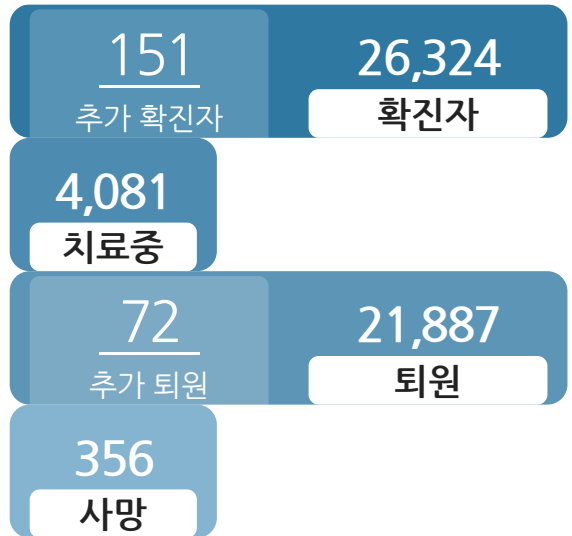 151
추가 확진자
26,324
확진자
4,081
치료중
72
추가 퇴원
21,887
퇴원
356
사망